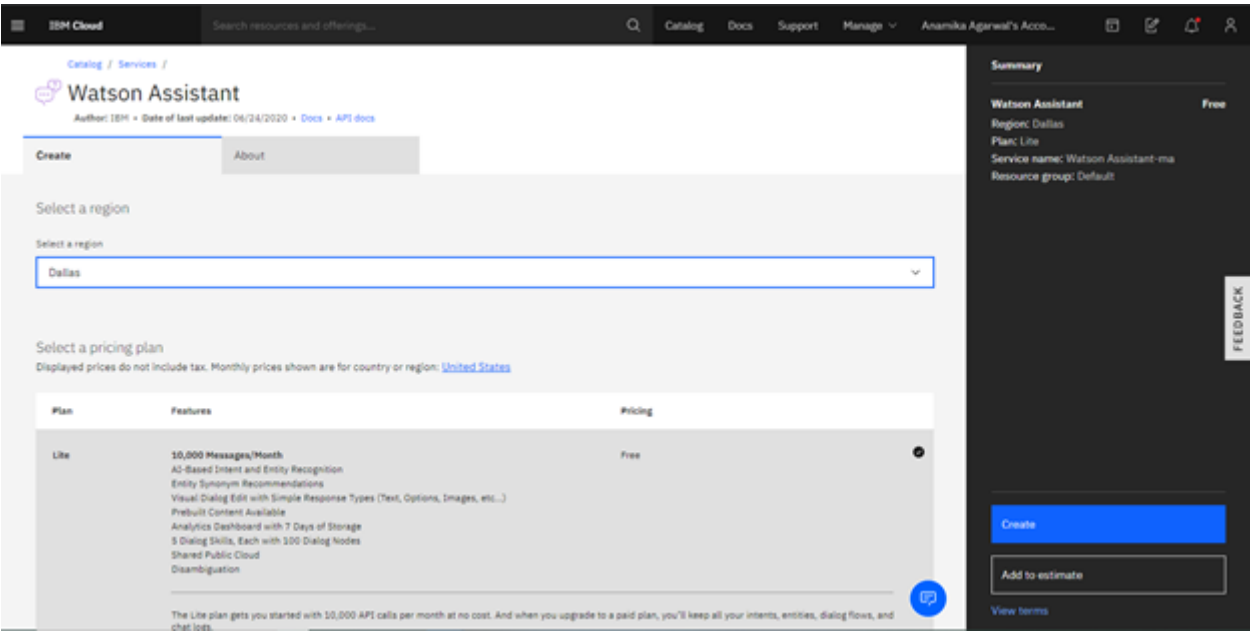 IBM Cloud
Search resources and offerings...
Catalog
Docs
Support
Manage
Anamika Agarwal's Acco...
Catalog / Services /
Watson Assistant
Author: IBM • Date of last update: 06/24/2020 • Docs • API docs
Create
About
Select a region
Select a region
Dallas
Select a pricing plan
Displayed prices do not include tax. Monthly prices shown are for country or region: United States
Plan
Features
Pricing
Lite
10,000 Messages/Month
Free
AI-Based Intent and Entity Recognition
Entity Synonym Recommendations
Visual Dialog Edit with Simple Response Types (Text, Options, Images, etc...)
Prebuilt Content Available
Analytics Dashboard with 7 Days of Storage
5 Dialog Skills, Each with 100 Dialog Nodes
Shared Public Cloud
Disambiguation
The Lite plan gets you started with 10,000 API calls per month at no cost. And when you upgrade to a paid plan, you'll keep all your intents, entities, dialog flows, and
chat logs.
Summary
Watson Assistant
Free
Region: Dallas
Plan: Lite
Service name: Watson Assistant-ma
Resource group: Default
FEEDBACK
Create
Add to estimate
View terms